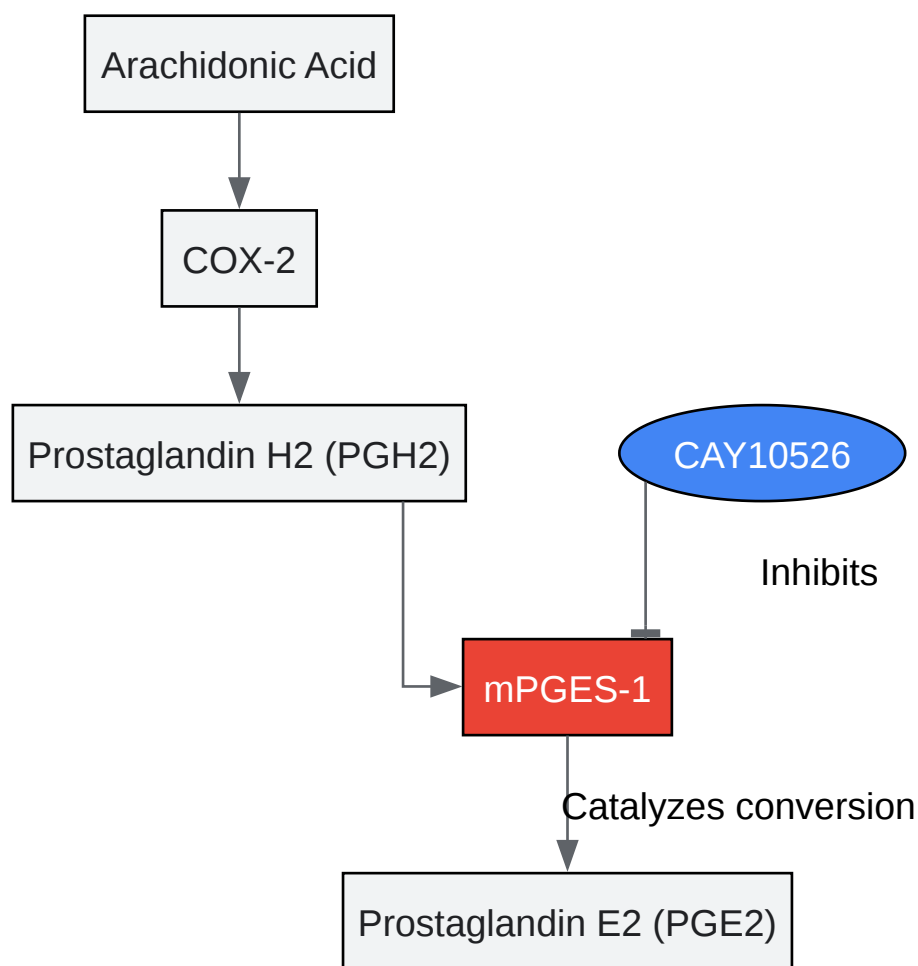 Arachidonic Acid
COX-2
Prostaglandin H2 (PGH2)
CAY10526
Inhibits
mPGES-1
Catalyzes conversion
Prostaglandin E2 (PGE2)